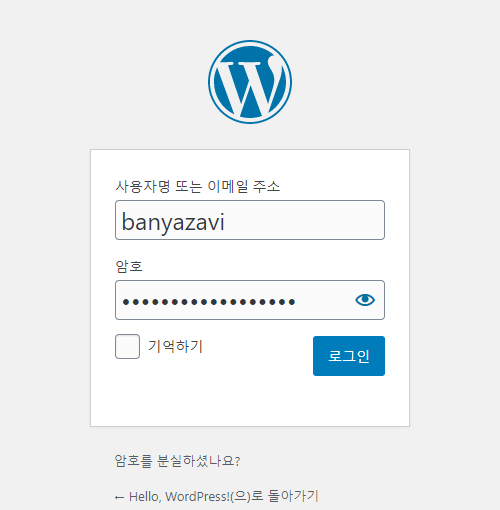 사용자명 또는 이메일 주소
banyazavi
암호
••••••••••••••••••
기억하기
로그인
암호를 분실하셨나요?
← Hello, WordPress!(으)로 돌아가기